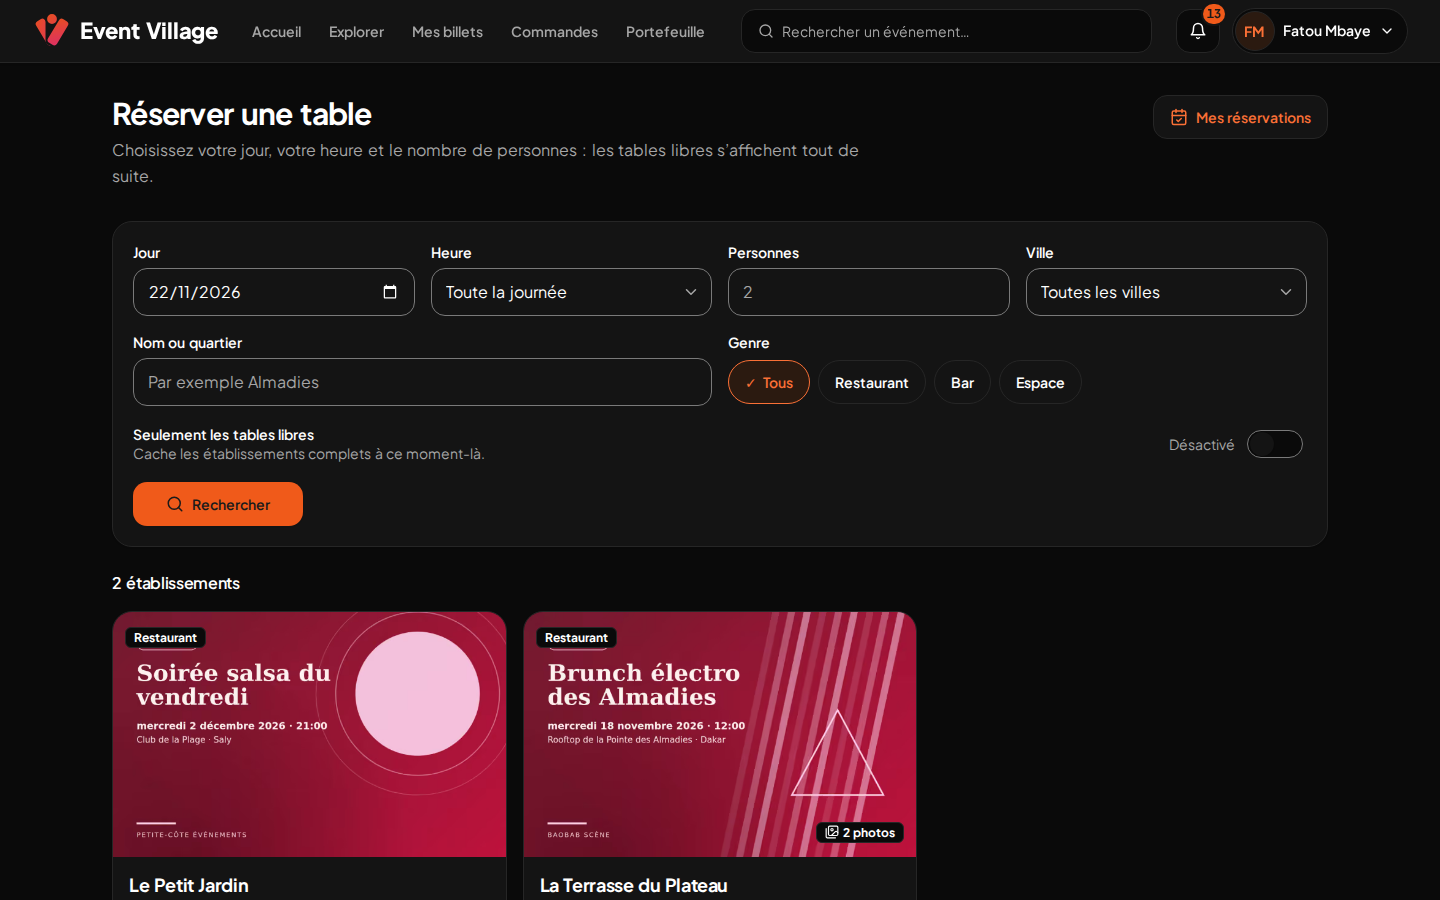 Event Village
Accueil
Explorer
Mes billets
Commandes
Portefeuille
Rechercher un événement...
13
FM
Fatou Mbaye
Réserver une table
Mes réservations
Choisissez votre jour, votre heure et le nombre de personnes : les tables libres s’affichent tout de
suite.
Jour
Heure
Personnes
Ville
22/11/2026
Toute la journée
2
Toutes les villes
Nom ou quartier
Genre
Par exemple Almadies
✓ Tous
Restaurant
Bar
Espace
Seulement les tables libres
Cache les établissements complets à ce moment-là.
Désactivé
Rechercher
2 établissements
Restaurant
Soirée salsa du
vendredi
mercredi 2 décembre 2026 · 21:00
Club de la Plage · Saly
PETITE-CÔTE ÉVÉNEMENTS
Le Petit Jardin
Restaurant
Brunch électro
des Almadies
mercredi 18 novembre 2026 · 12:00
Rooftop de la Pointe des Almadies · Dakar
BAOBAB SCÈNE
2 photos
La Terrasse du Plateau